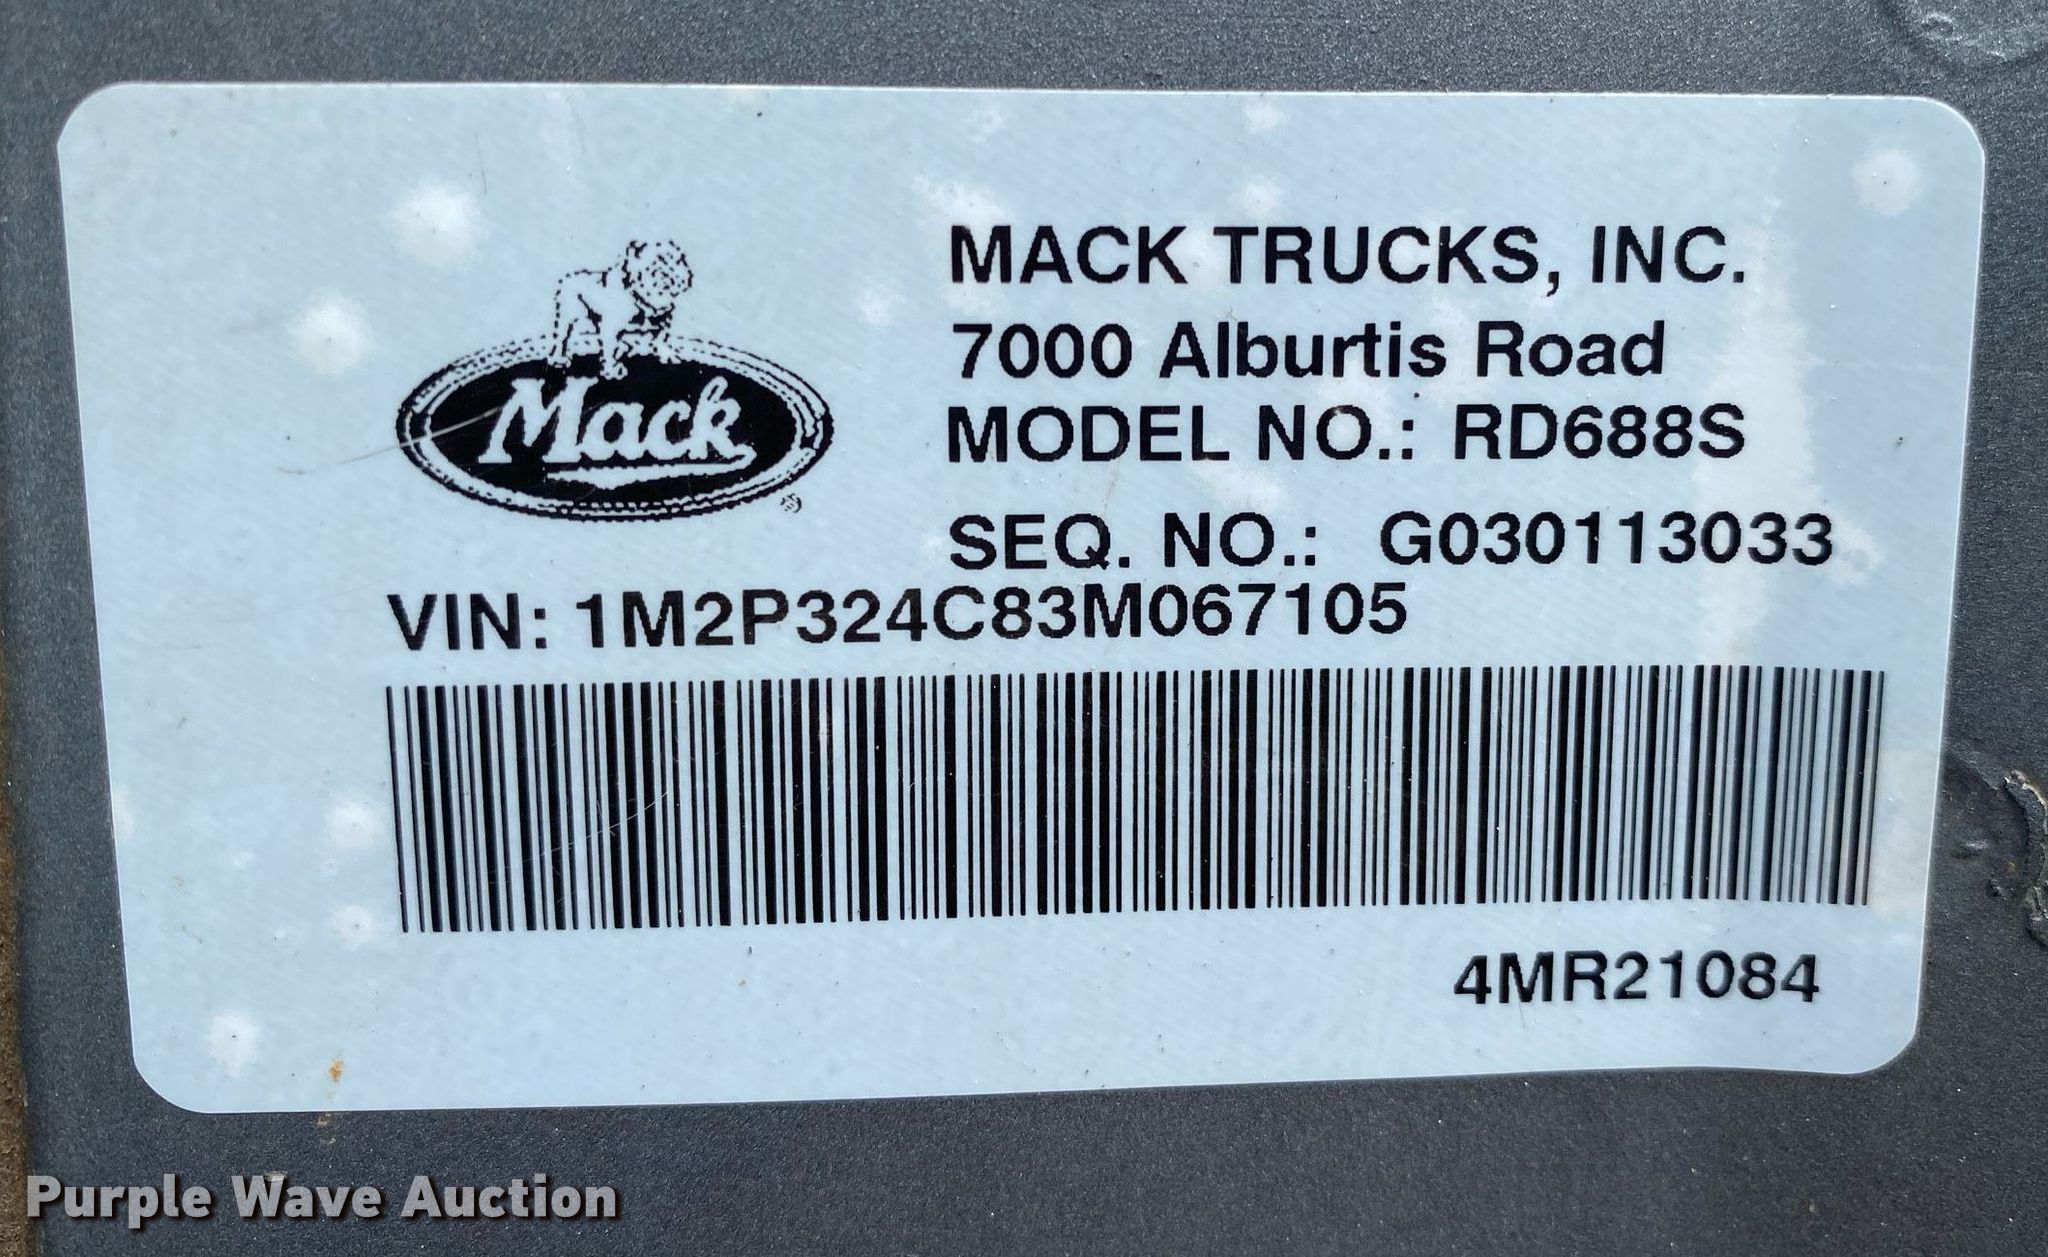 Mack
MACK TRUCKS, INC.
7000 Alburtis Road
MODEL NO.: RD688S
SEQ. NO.: G030113033
VIN: 1M2P324C83M067105
4MR21084
Purple Wave Auction